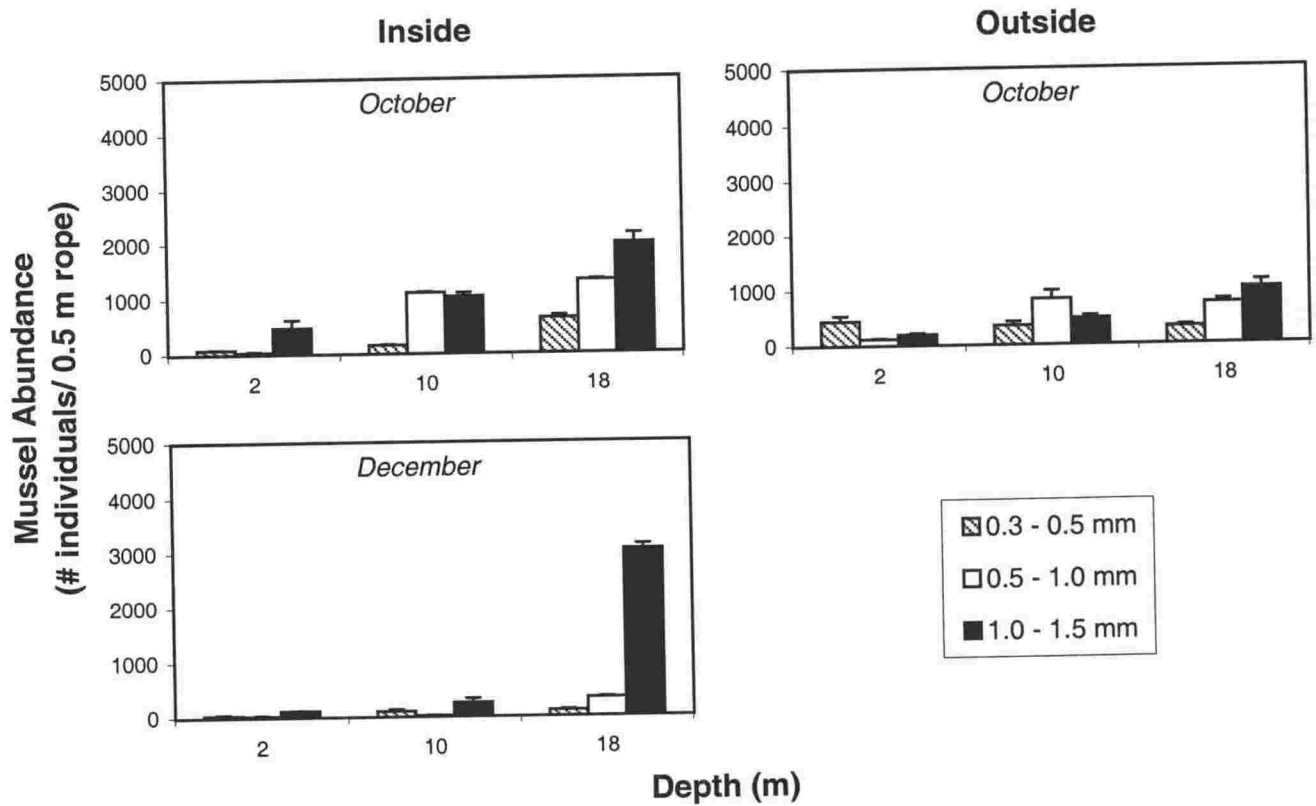 Inside
Outside
Mussel Abundance
(# individuals/ 0.5 m rope)
October
5000
4000
3000
2000
1000
0
2 10 18
October
5000
4000
3000
2000
1000
0
2 10 18
December
5000
4000
3000
2000
1000
0
2 10 18
0.3 - 0.5 mm
0.5 - 1.0 mm
1.0 - 1.5 mm
Depth (m)